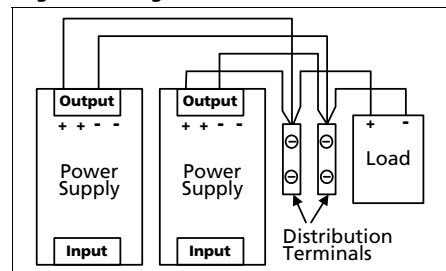 Output
+ + - -
Power
Supply
Input
Output
+ + - -
Power
Supply
Input
+ -
Load
Distribution
Terminals